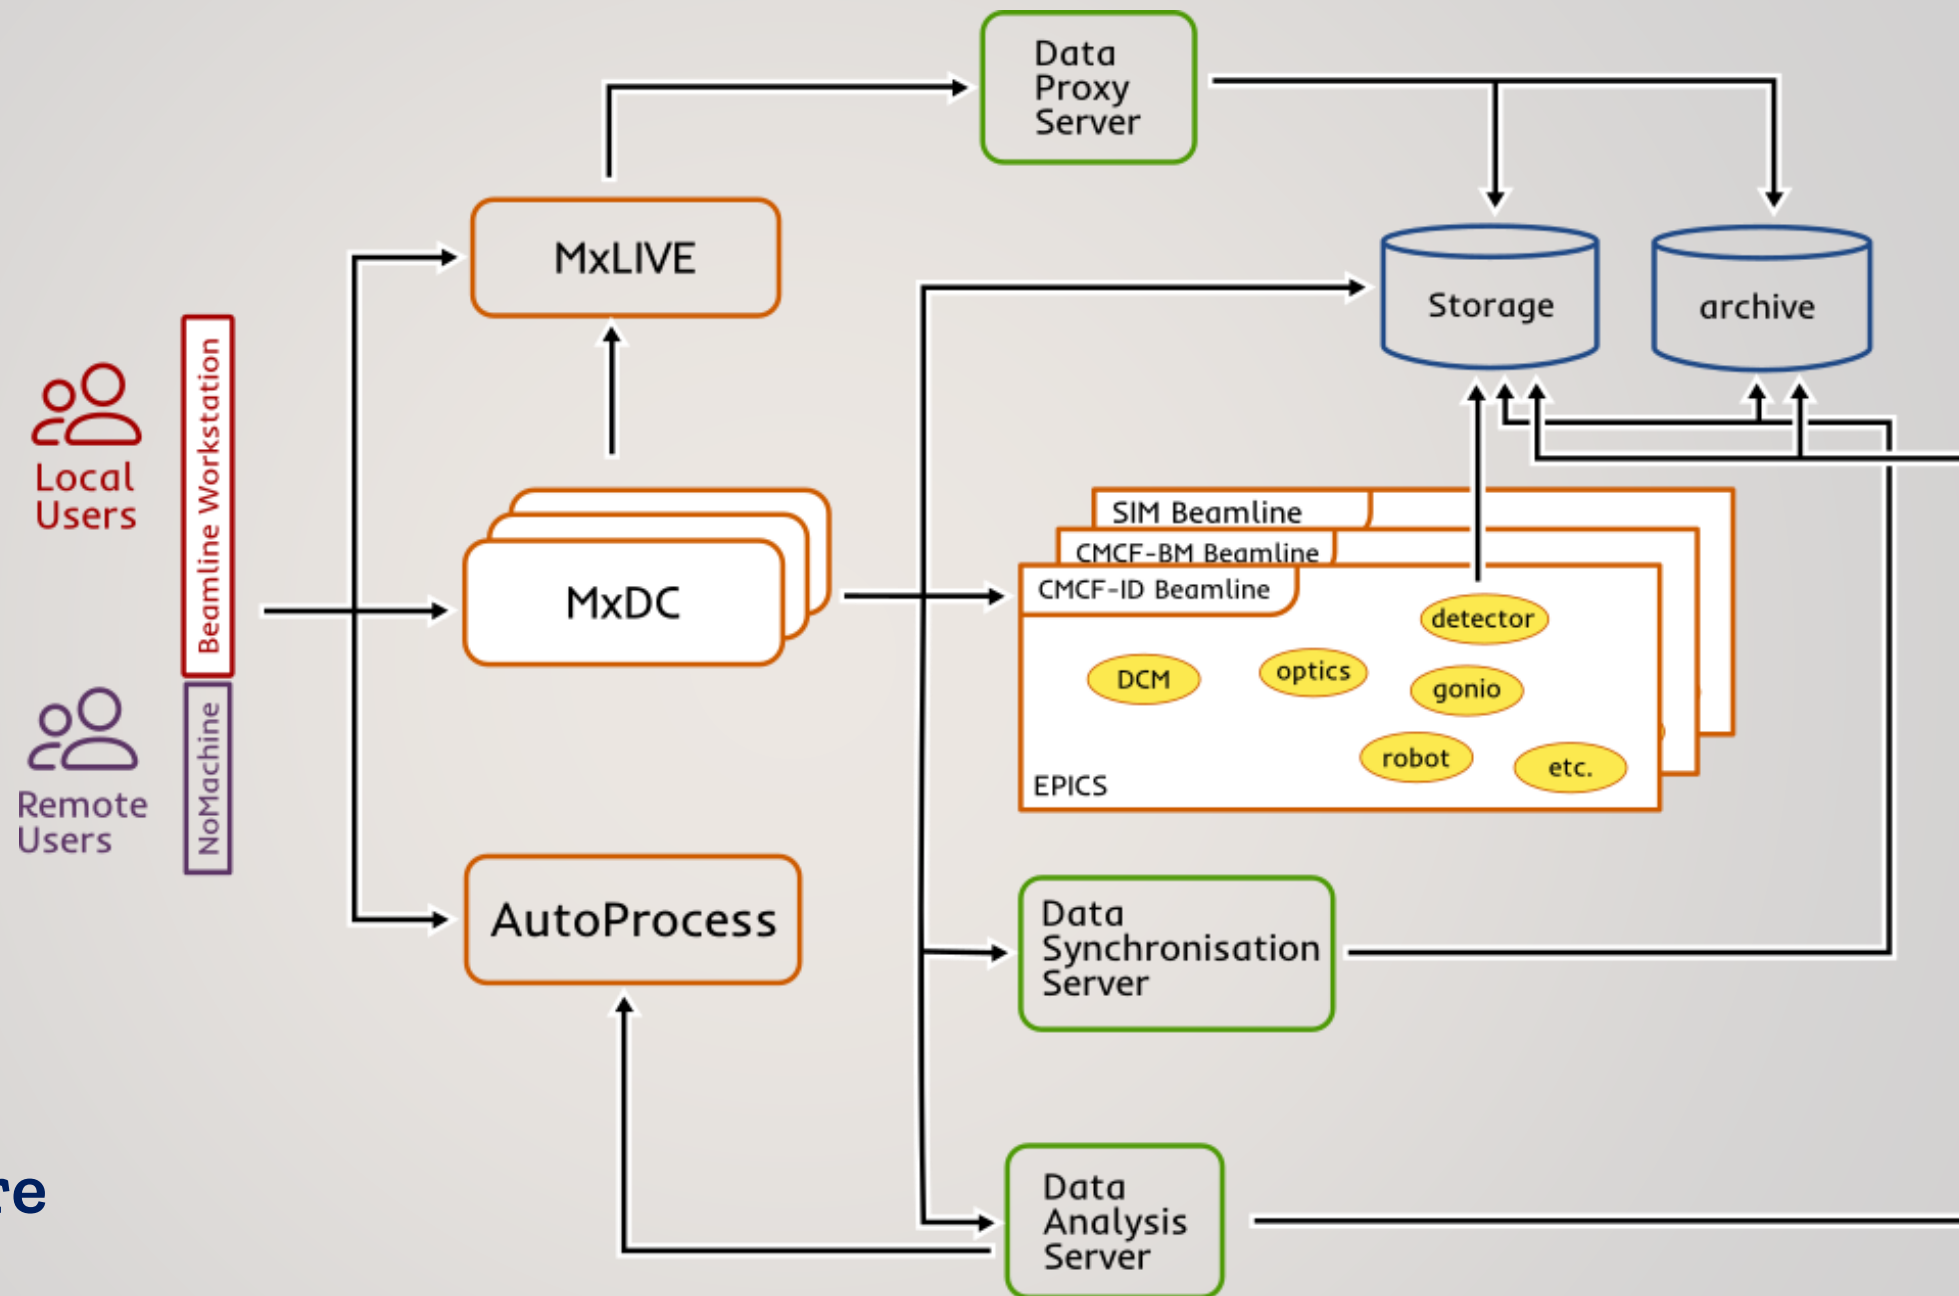 Data
Proxy
Server
MxLIVE
Storage
archive
Beamline Workstation
Local
Users
MxDC
SIM Beamline
CMCF-BM Beamline
CMCF-ID Beamline
detector
DCM
optics
gonio
robot
etc.
EPICS
NoMachine
Remote
Users
AutoProcess
Data
Synchronisation
Server
Data
Analysis
Server
re